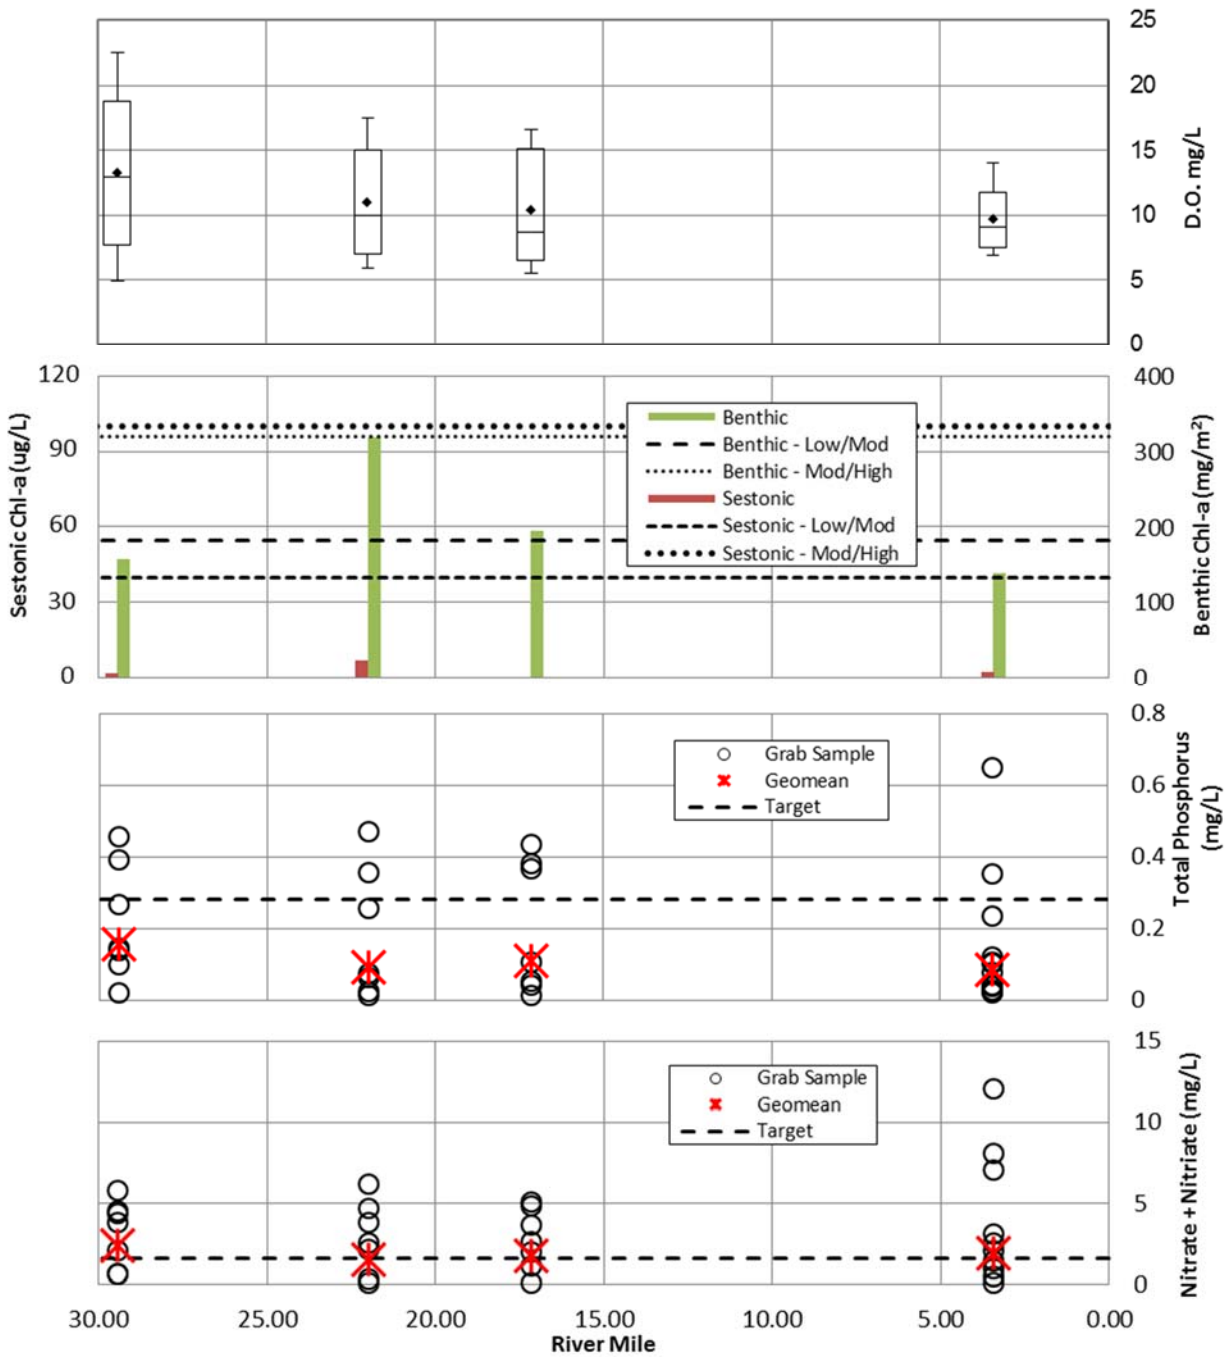 25
20
15
10
5
0
D.O. mg/L
120
90
60
30
0
Sestonic Chl-a (ug/L)
Benthic
Benthic - Low/Mod
Benthic - Mod/High
Sestonic
Sestonic - Low/Mod
Sestonic - Mod/High
400
300
200
100
0
Benthic Chl-a (mg/m²)
Grab Sample
Geomean
Target
0.8
0.6
0.4
0.2
0
Total Phosphorus
(mg/L)
Grab Sample
Geomean
Target
15
10
5
0
Nitrate + Nitriate (mg/L)
30.00 25.00 20.00 15.00 10.00 5.00 0.00
River Mile